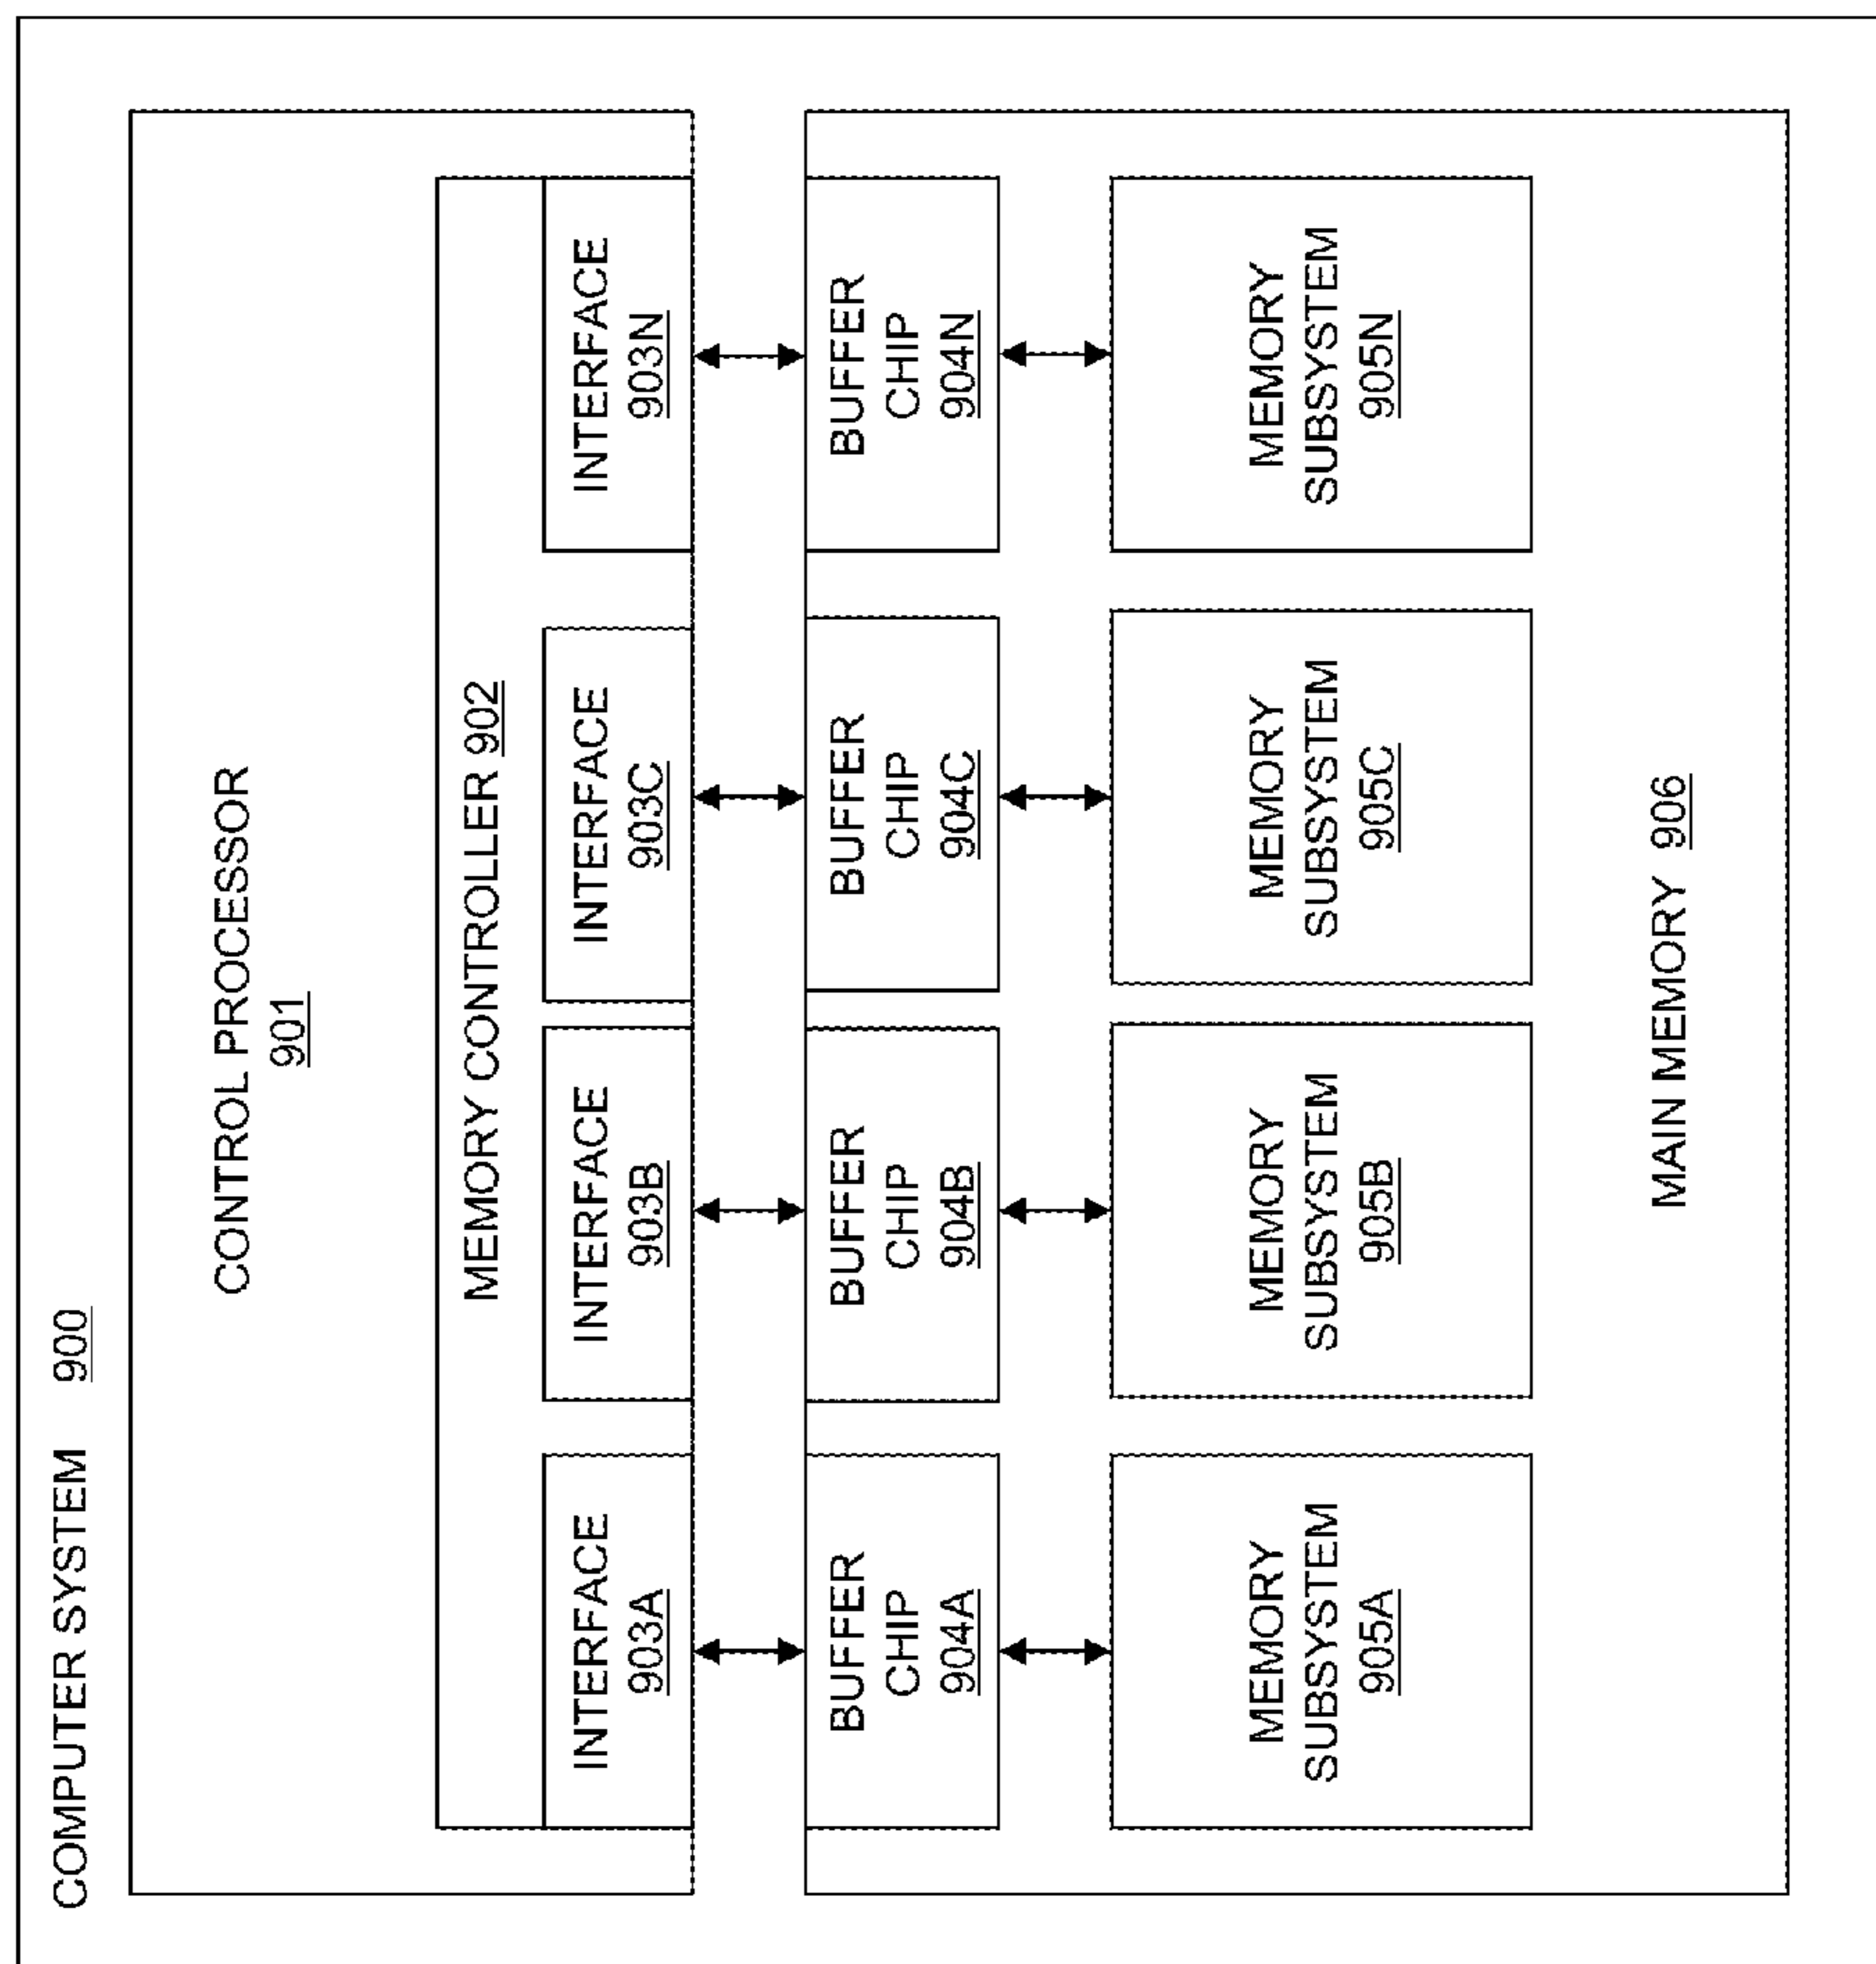 COMPUTER SYSTEM 900
CONTROL PROCESSOR
901
MEMORY CONTROLLER 902
INTERFACE
903A
INTERFACE
903B
INTERFACE
903C
INTERFACE
903N
BUFFER
CHIP
904A
BUFFER
CHIP
904B
BUFFER
CHIP
904C
BUFFER
CHIP
904N
MEMORY
SUBSYSTEM
905A
MEMORY
SUBSYSTEM
905B
MEMORY
SUBSYSTEM
905C
MEMORY
SUBSYSTEM
905N
MAIN MEMORY 906